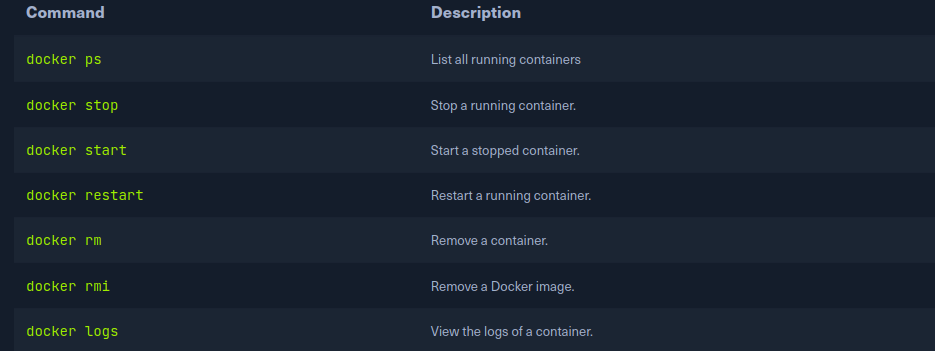 Command Description
docker ps List all running containers
docker stop Stop a running container.
docker start Start a stopped container.
docker restart Restart a running container.
docker rm Remove a container.
docker rmi Remove a Docker image.
docker logs View the logs of a container.